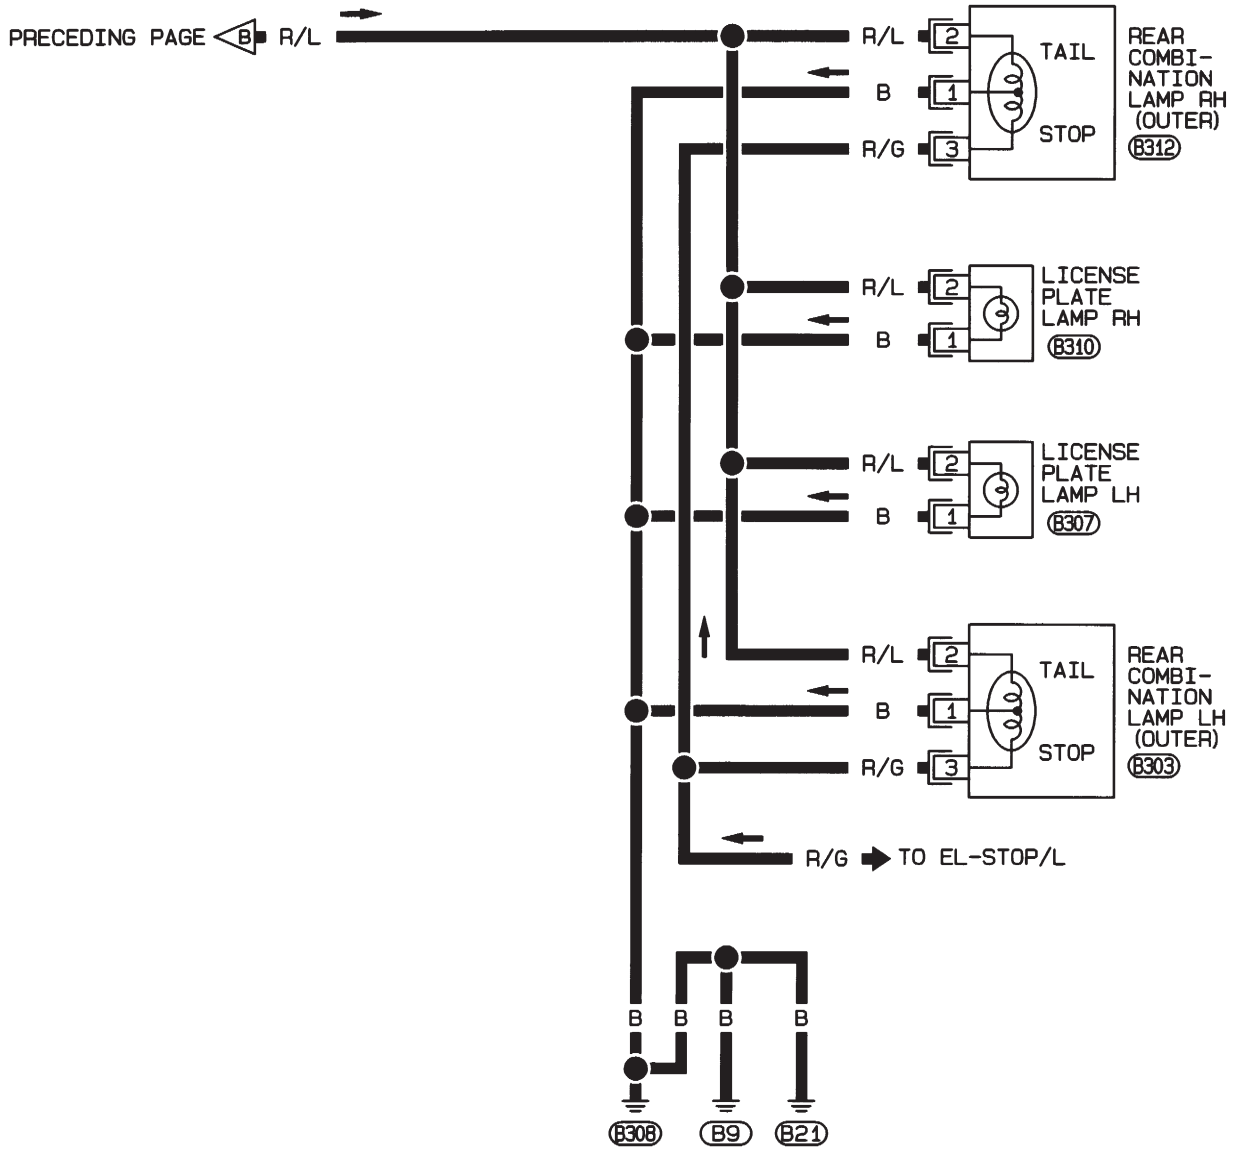 PRECEDING PAGE B R/L
R/L 2 TAIL
B 1
R/G 3 STOP
REAR
COMBI-
NATION
LAMP RH
(OUTER)
B312
R/L 2
B 1
LICENSE
PLATE
LAMP RH
B310
R/L 2
B 1
LICENSE
PLATE
LAMP LH
B307
R/L 2 TAIL
B 1
R/G 3 STOP
REAR
COMBI-
NATION
LAMP LH
(OUTER)
B303
R/G TO EL-STOP/L
B B B B
B308 B9 B21